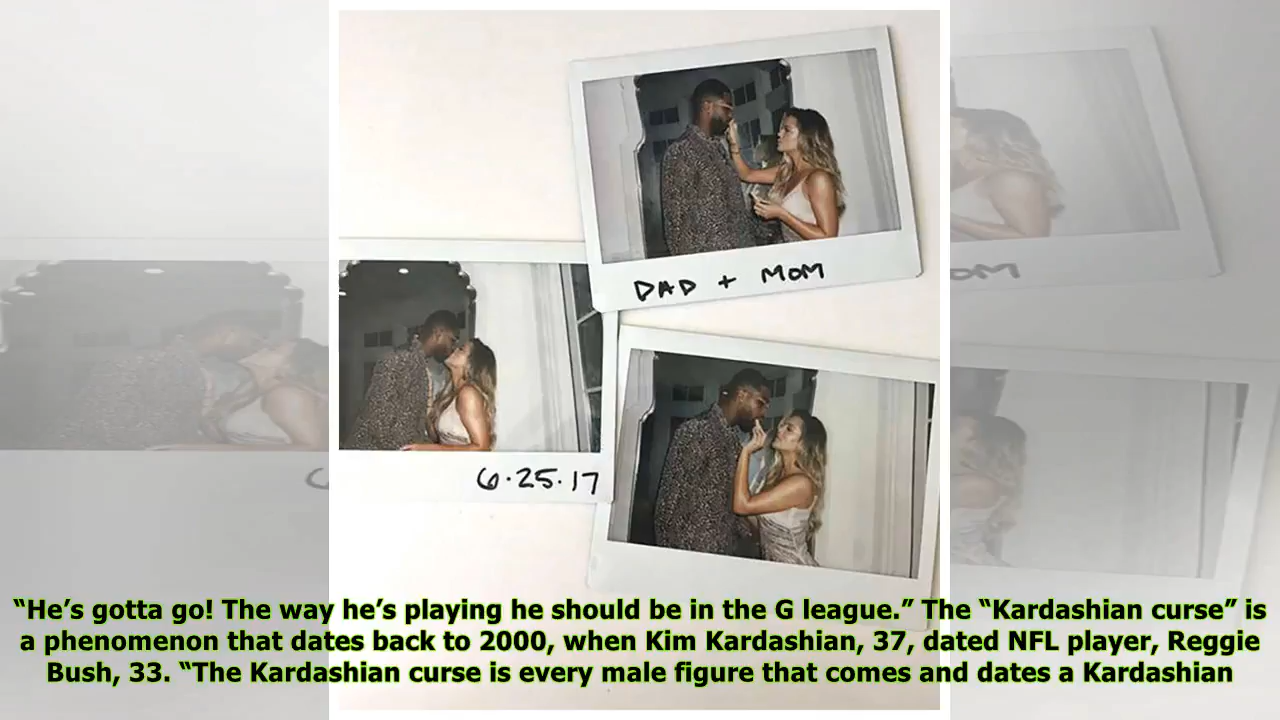 DAD + MOM
6.25.17
“He’s gotta go! The way he’s playing he should be in the G league.” The “Kardashian curse” is
a phenomenon that dates back to 2000, when Kim Kardashian, 37, dated NFL player, Reggie
Bush, 33. “The Kardashian curse is every male figure that comes and dates a Kardashian